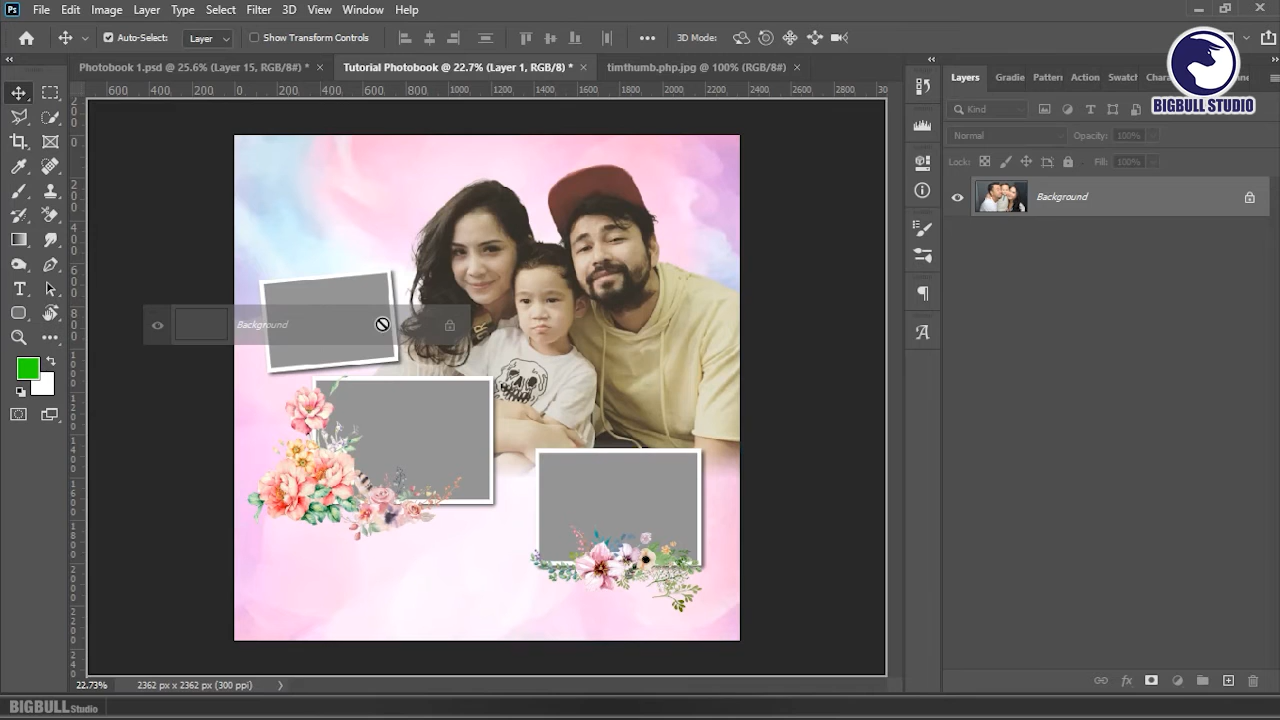 Ps File Edit Image Layer Type Select Filter 3D View Window Help
Auto-Select: Layer Show Transform Controls 3D Mode:
Photobook 1.psd @ 25.6% (Layer 15, RGB/8#) * × Tutorial Photobook @ 22.7% (Layer 1, RGB/8) * × timthumb.php.jpg @ 100% (RGB/8#) ×
600 400 200 0 200 400 600 800 1000 1200 1400 1600 1800 2000 2200 2400 2600 2800 30
Layers Gradie Pattern Action Swatch Chara
BIGBULL STUDIO
Kind
Normal Opacity: 100%
Lock: Fill: 100%
Background
Background
22.73% 2362 px x 2362 px (300 ppi)
BIGBULL Studio